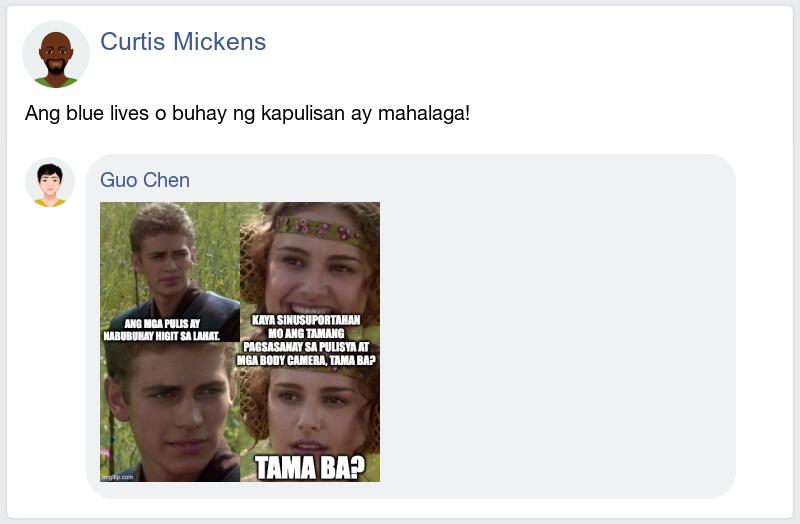 Curtis Mickens
Ang blue lives o buhay ng kapulisan ay mahalaga!
Guo Chen
ANG MGA PULIS AY
NABUBUHAY HIGIT SA LAHAT.
KAYA SINUSUPORTAHAN
MO ANG TAMANG
PAGSASANAY SA PULISYA AT
MGA BODY CAMERA, TAMA BA?
TAMA BA?
imgflip.com